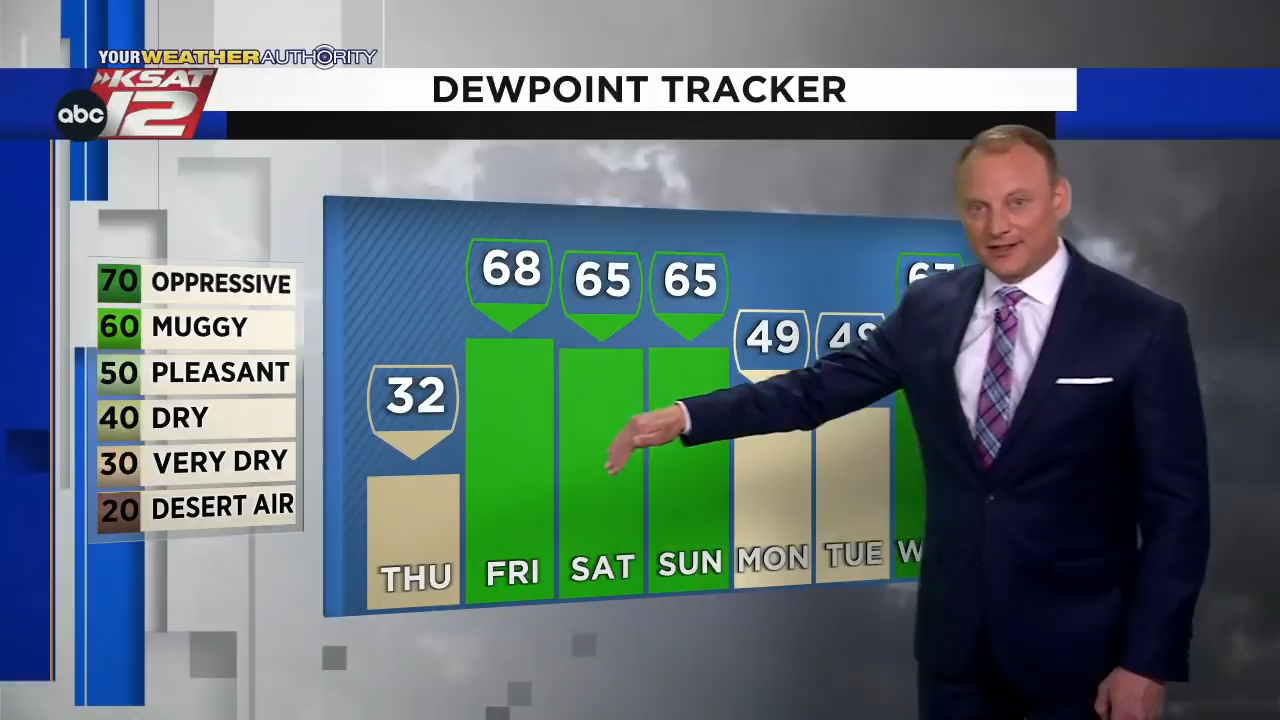 YOUR WEATHER AUTHORITY
KSAT
abc 12
DEWPOINT TRACKER
70 OPPRESSIVE
60 MUGGY
50 PLEASANT
40 DRY
30 VERY DRY
20 DESERT AIR
32 68 65 65 49
THU FRI SAT SUN MON TUE